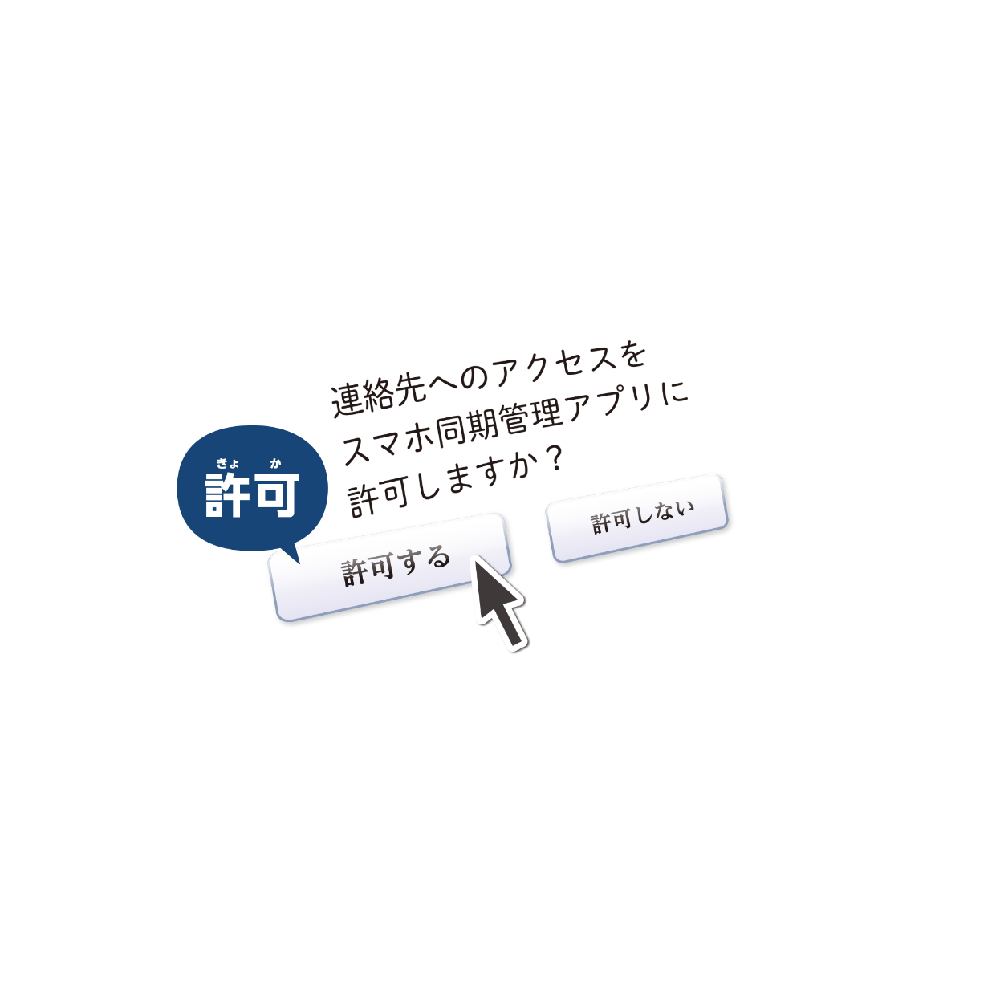 連絡先へのアクセスを
スマホ同期管理アプリに
許可しますか？
きょ か
許可
許可する
許可しない